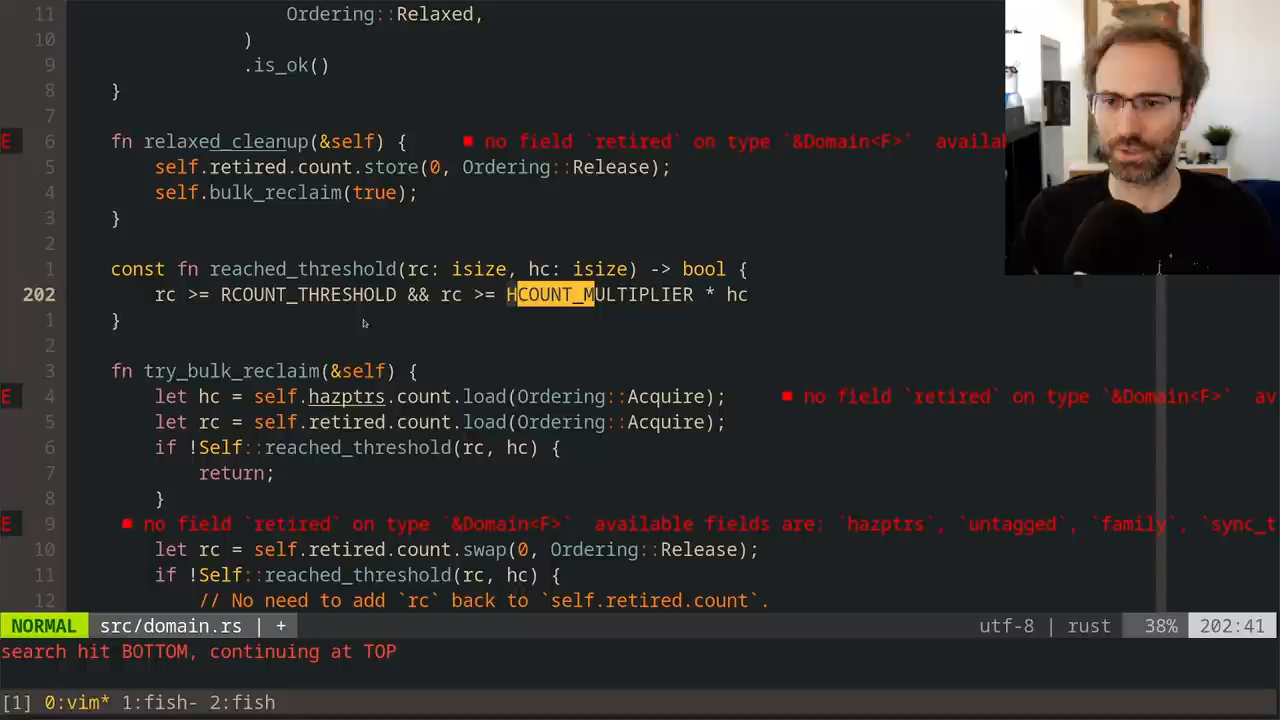 11 Ordering::Relaxed,
10 )
9 .is_ok()
8 }
7
E 6 fn relaxed_cleanup(&self) { ■ no field `retired` on type `&Domain<F>` availa
5 self.retired.count.store(0, Ordering::Release);
4 self.bulk_reclaim(true);
3 }
2
1 const fn reached_threshold(rc: isize, hc: isize) -> bool {
202 rc >= RCOUNT_THRESHOLD && rc >= HCOUNT_MULTIPLIER * hc
1 }
2
3 fn try_bulk_reclaim(&self) {
E 4 let hc = self.hazptrs.count.load(Ordering::Acquire); ■ no field `retired` on type `&Domain<F>` av
5 let rc = self.retired.count.load(Ordering::Acquire);
6 if !Self::reached_threshold(rc, hc) {
7 return;
8 }
E 9 ■ no field `retired` on type `&Domain<F>` available fields are: `hazptrs`, `untagged`, `family`, `sync_t
10 let rc = self.retired.count.swap(0, Ordering::Release);
11 if !Self::reached_threshold(rc, hc) {
12 // No need to add `rc` back to `self.retired.count`.
NORMAL src/domain.rs | + utf-8 | rust 38% 202:41
search hit BOTTOM, continuing at TOP
[1] 0:vim* 1:fish- 2:fish